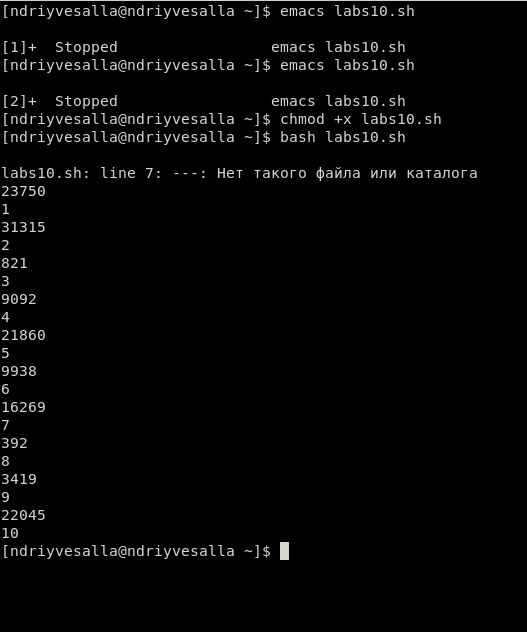 [ndriyvesalla@ndriyvesalla ~]$ emacs labs10.sh
[1]+  Stopped                 emacs labs10.sh
[ndriyvesalla@ndriyvesalla ~]$ emacs labs10.sh
[2]+  Stopped                 emacs labs10.sh
[ndriyvesalla@ndriyvesalla ~]$ chmod +x labs10.sh
[ndriyvesalla@ndriyvesalla ~]$ bash labs10.sh
labs10.sh: line 7: ---: Нет такого файла или каталога
23750
1
31315
2
821
3
9092
4
21860
5
9938
6
16269
7
392
8
3419
9
22045
10
[ndriyvesalla@ndriyvesalla ~]$